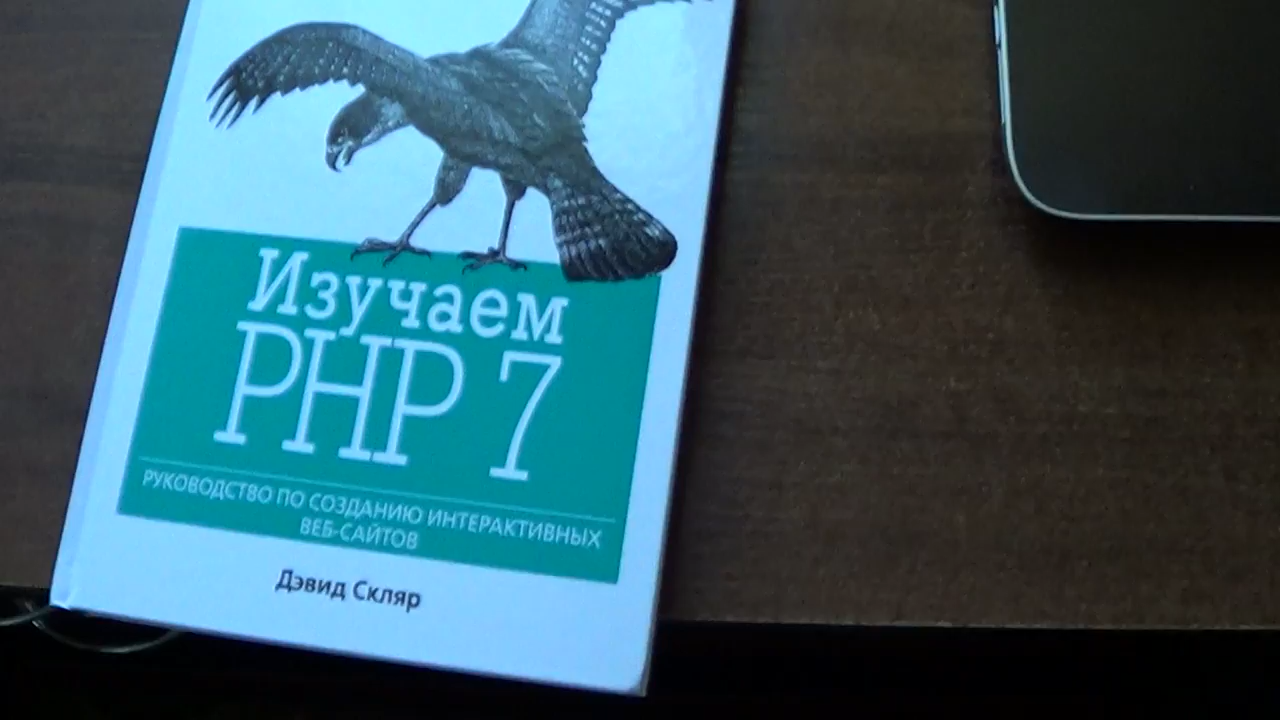 Изучаем
PHP 7
РУКОВОДСТВО ПО СОЗДАНИЮ ИНТЕРАКТИВНЫХ
ВЕБ-САЙТОВ
Дэвид Скляр